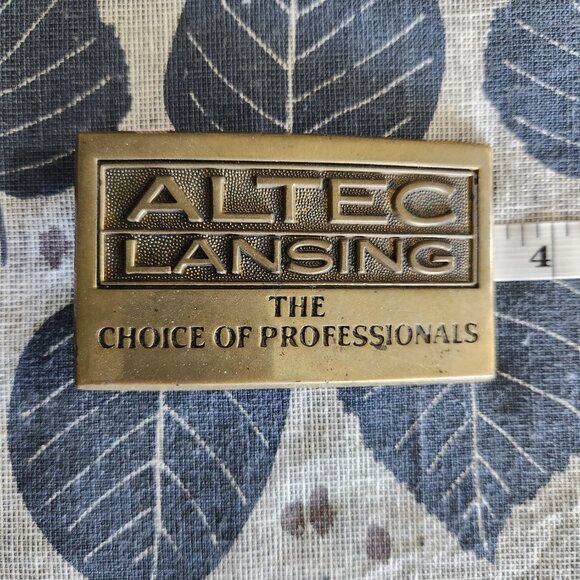 ALTEC
LANSING
THE
CHOICE OF PROFESSIONALS
4